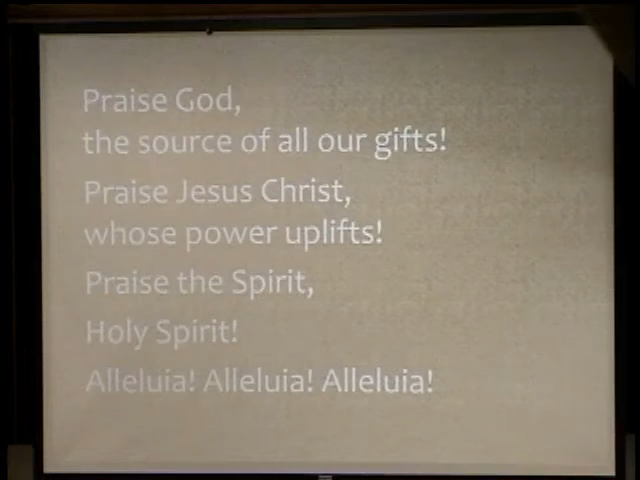 Praise God,
the source of all our gifts!
Praise Jesus Christ,
whose power uplifts!
Praise the Spirit,
Holy Spirit!
Alleluia! Alleluia! Alleluia!